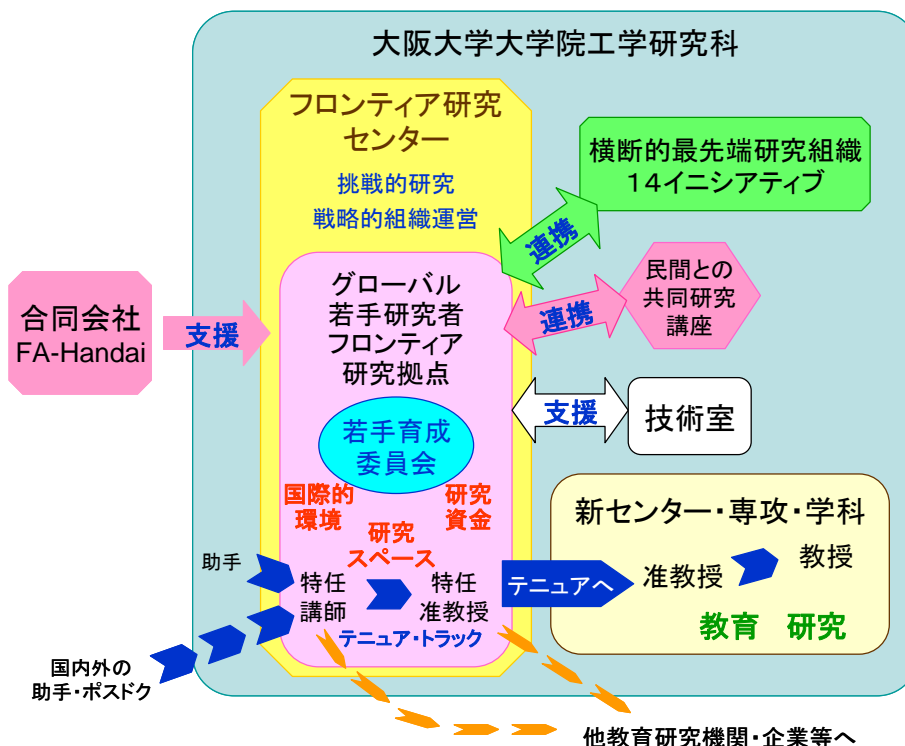 大阪大学大学院工学研究科
フロンティア研究
センター
挑戦的研究
戦略的組織運営
横断的最先端研究組織
１４イニシアティブ
連携
民間との
共同研究
講座
連携
合同会社
FA-Handai
支援
グローバル
若手研究者
フロンティア
研究拠点
支援
技術室
若手育成
委員会
国際的
環境
研究
資金
研究
スペース
新センター・専攻・学科
助手
特任
講師
特任
准教授
テニュアへ
准教授
教授
テニュア・トラック
教育 研究
国内外の
助手・ポスドク
他教育研究機関・企業等へ